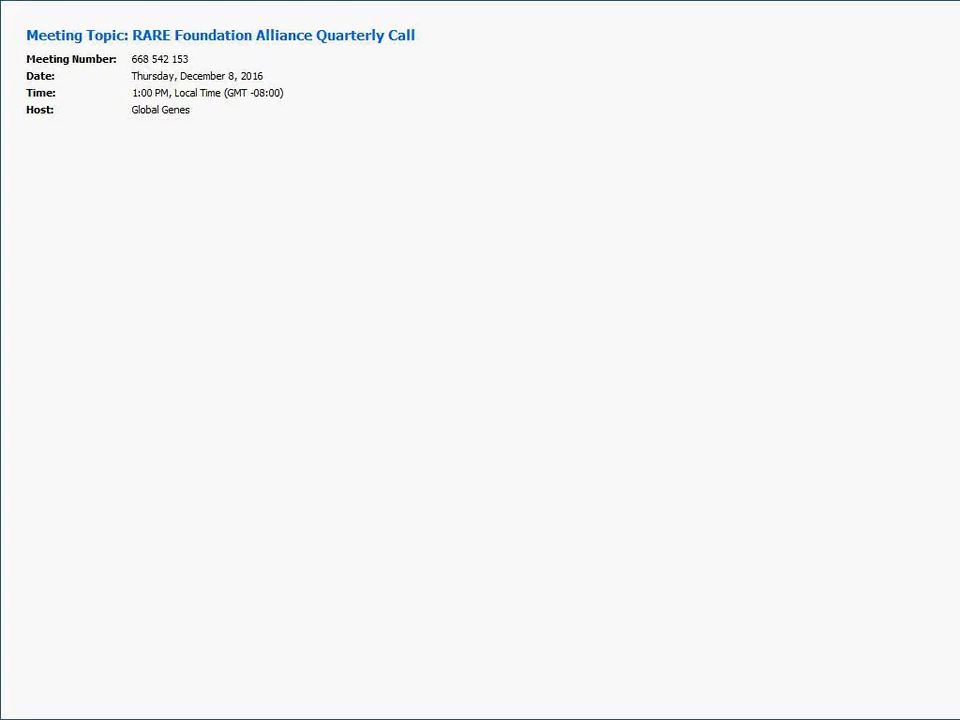 Meeting Topic: RARE Foundation Alliance Quarterly Call
Meeting Number: 668 542 153
Date: Thursday, December 8, 2016
Time: 1:00 PM, Local Time (GMT -08:00)
Host: Global Genes